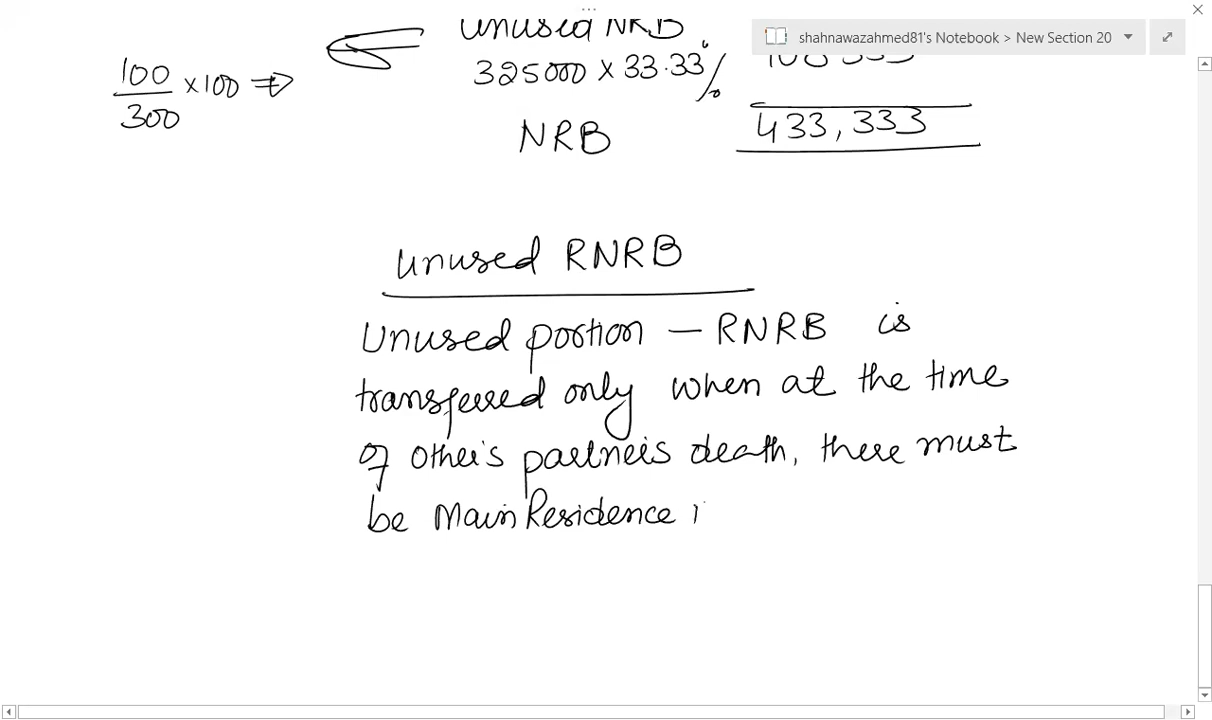 unused NRB
shahnawazahmed81's Notebook > New Section 20
100/300 × 100 ⇒
325000 × 33.33%
NRB 433,333
unused RNRB
Unused portion — RNRB is
transferred only when at the time
of other's partner's death, there must
be Main Residence i